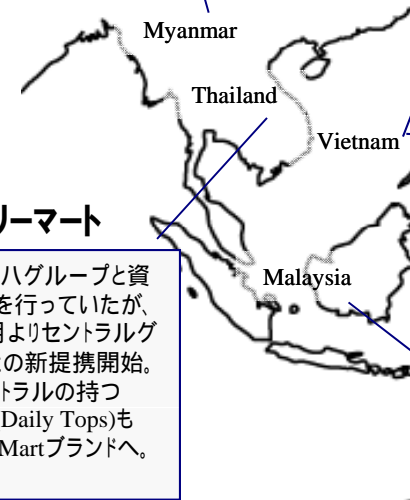 Myanmar
Thailand
Vietnam
リーマート
ハグループと資
を行っていたが、
月よりセントラルグ
の新提携開始。
トラルの持つ
Daily Tops)も
Martブランドへ。
Malaysia